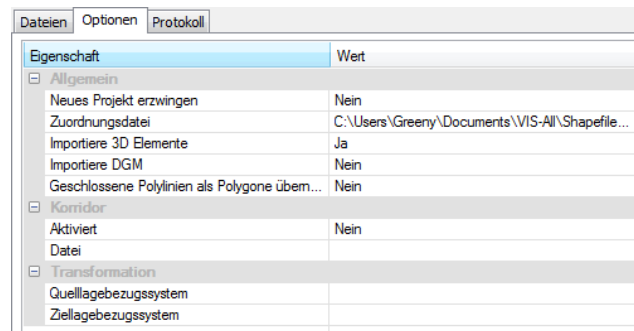 Dateien Optionen Protokoll
Eigenschaft Wert
Allgemein
Neues Projekt erzwingen Nein
Zuordnungsdatei C:\Users\Greeny\Documents\VIS-All\Shapefile...
Importiere 3D Elemente Ja
Importiere DGM Nein
Geschlossene Polylinien als Polygone übern... Nein
Korridor
Aktiviert Nein
Datei
Transformation
Quelllagebezugssystem
Ziellagebezugssystem